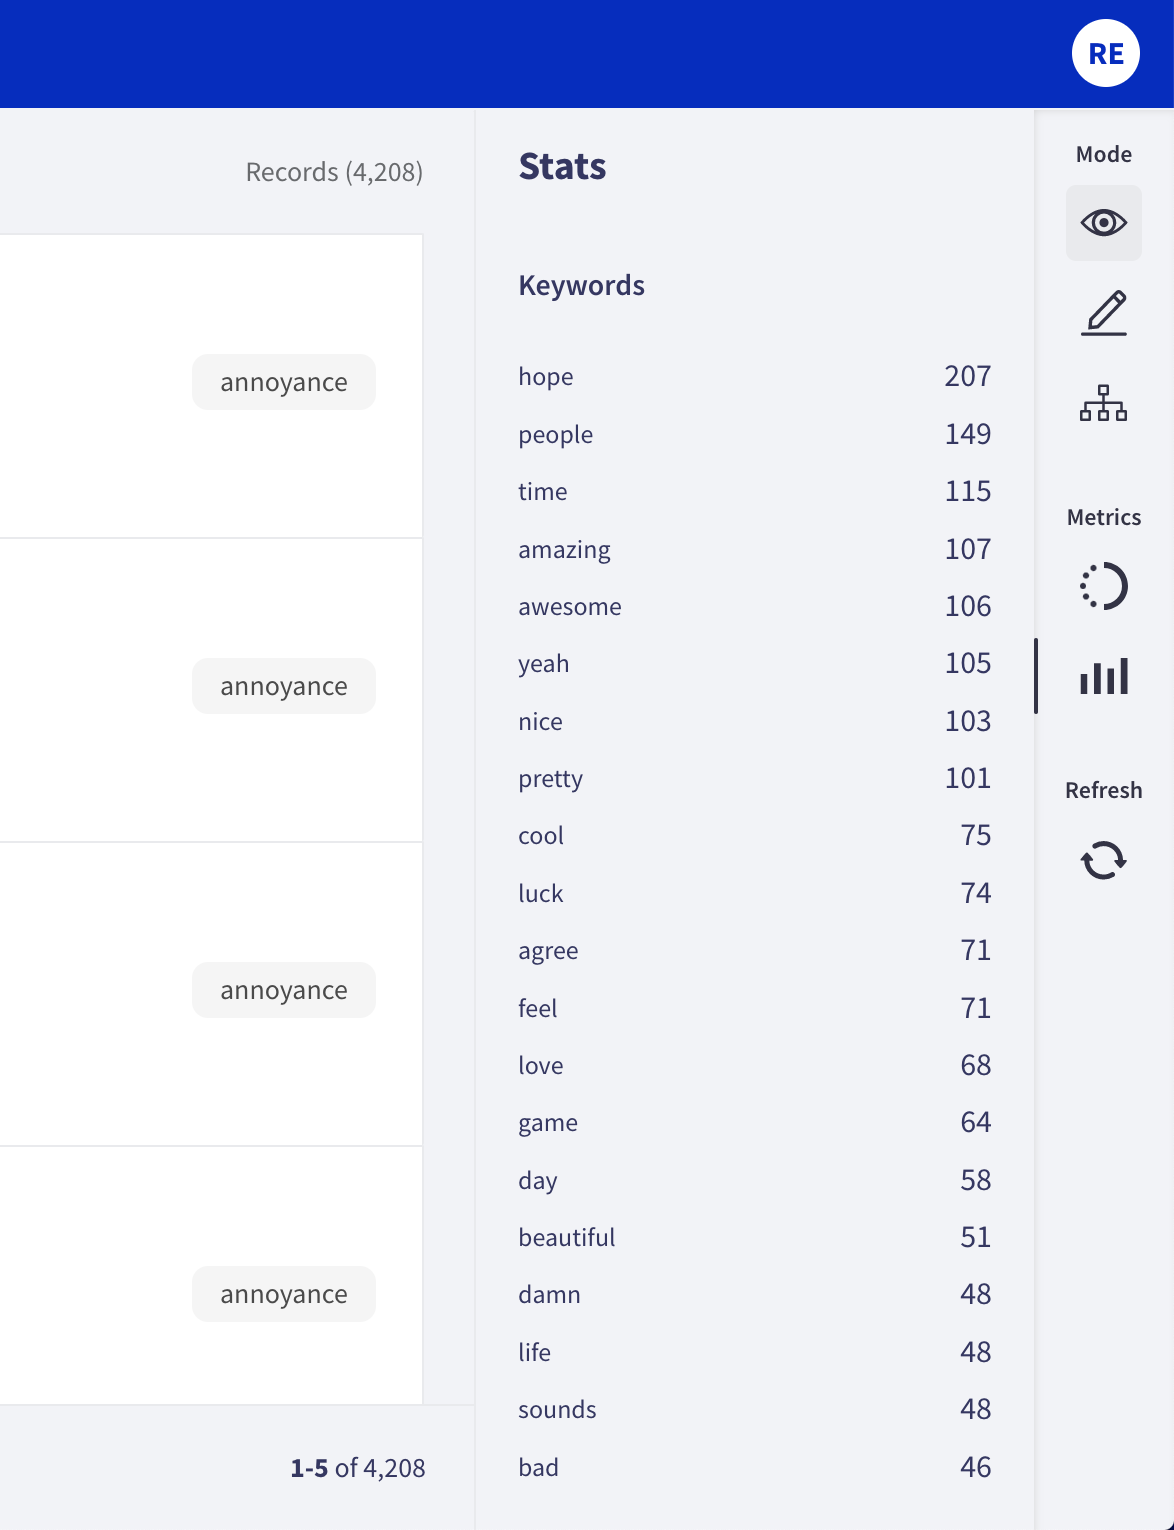 RE
Records (4,208)
annoyance
annoyance
annoyance
annoyance
1-5 of 4,208
Stats
Keywords
hope 207
people 149
time 115
amazing 107
awesome 106
yeah 105
nice 103
pretty 101
cool 75
luck 74
agree 71
feel 71
love 68
game 64
day 58
beautiful 51
damn 48
life 48
sounds 48
bad 46
Mode
Metrics
Refresh